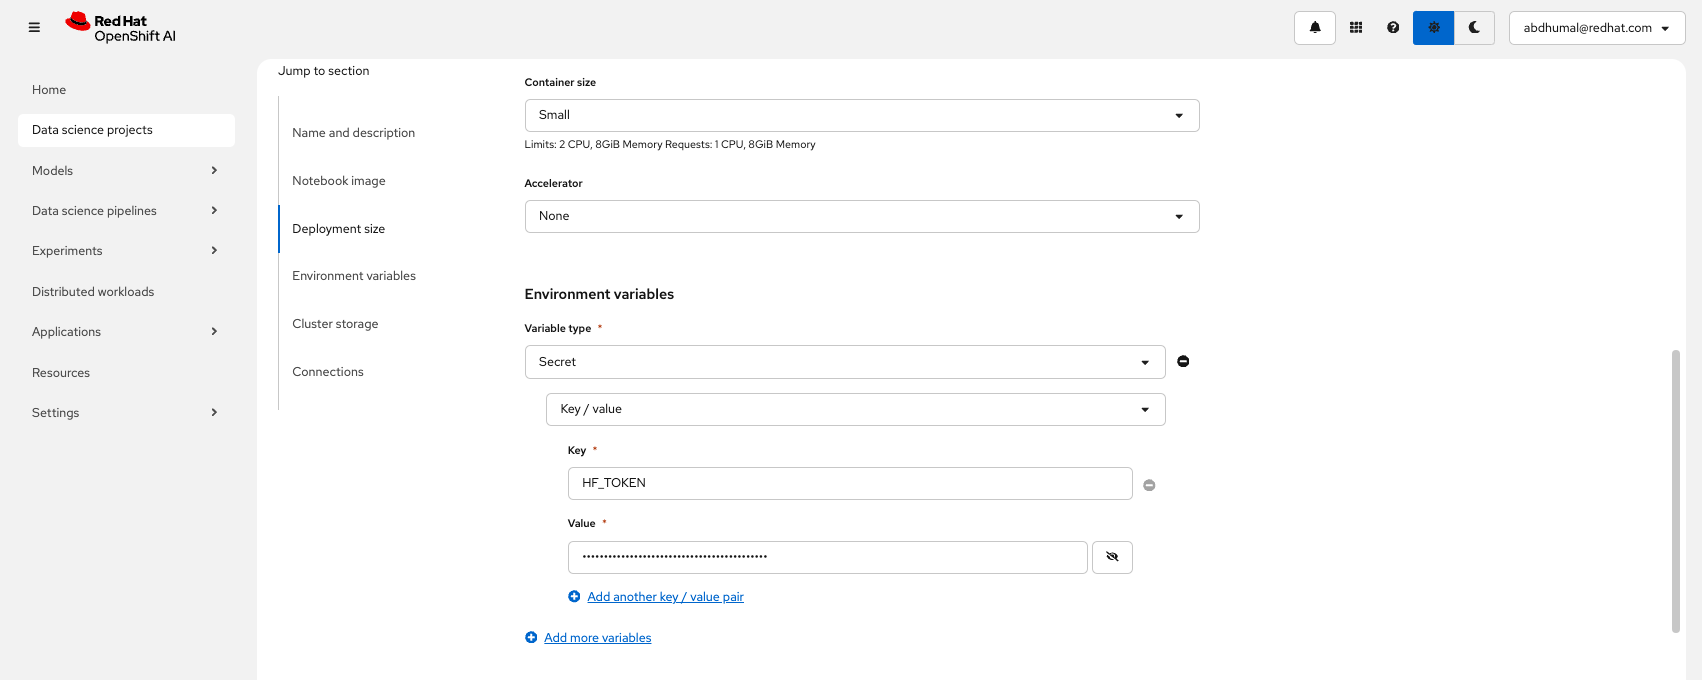 Red Hat
OpenShift AI
abdhumal@redhat.com
Home
Data science projects
Models
Data science pipelines
Experiments
Distributed workloads
Applications
Resources
Settings
Jump to section
Name and description
Notebook image
Deployment size
Environment variables
Cluster storage
Connections
Container size
Small
Limits: 2 CPU, 8GiB Memory Requests: 1 CPU, 8GiB Memory
Accelerator
None
Environment variables
Variable type *
Secret
Key / value
Key *
HF_TOKEN
Value *
•••••••••••••••••••••••••••••••••••••••••••
Add another key / value pair
Add more variables